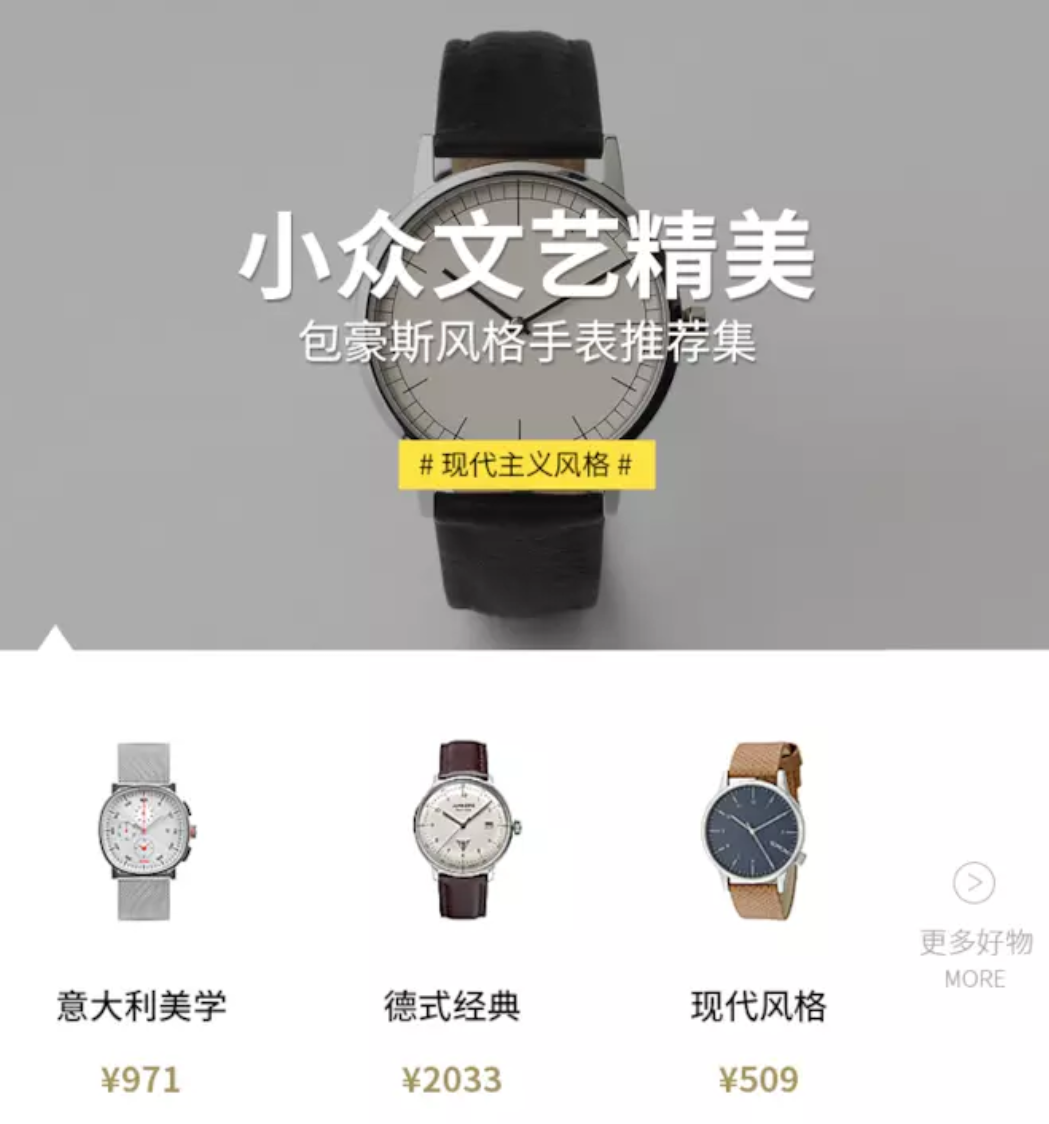 小众文艺精美
包豪斯风格手表推荐集
# 现代主义风格 #
意大利美学
德式经典
现代风格
¥971
¥2033
¥509
更多好物
MORE